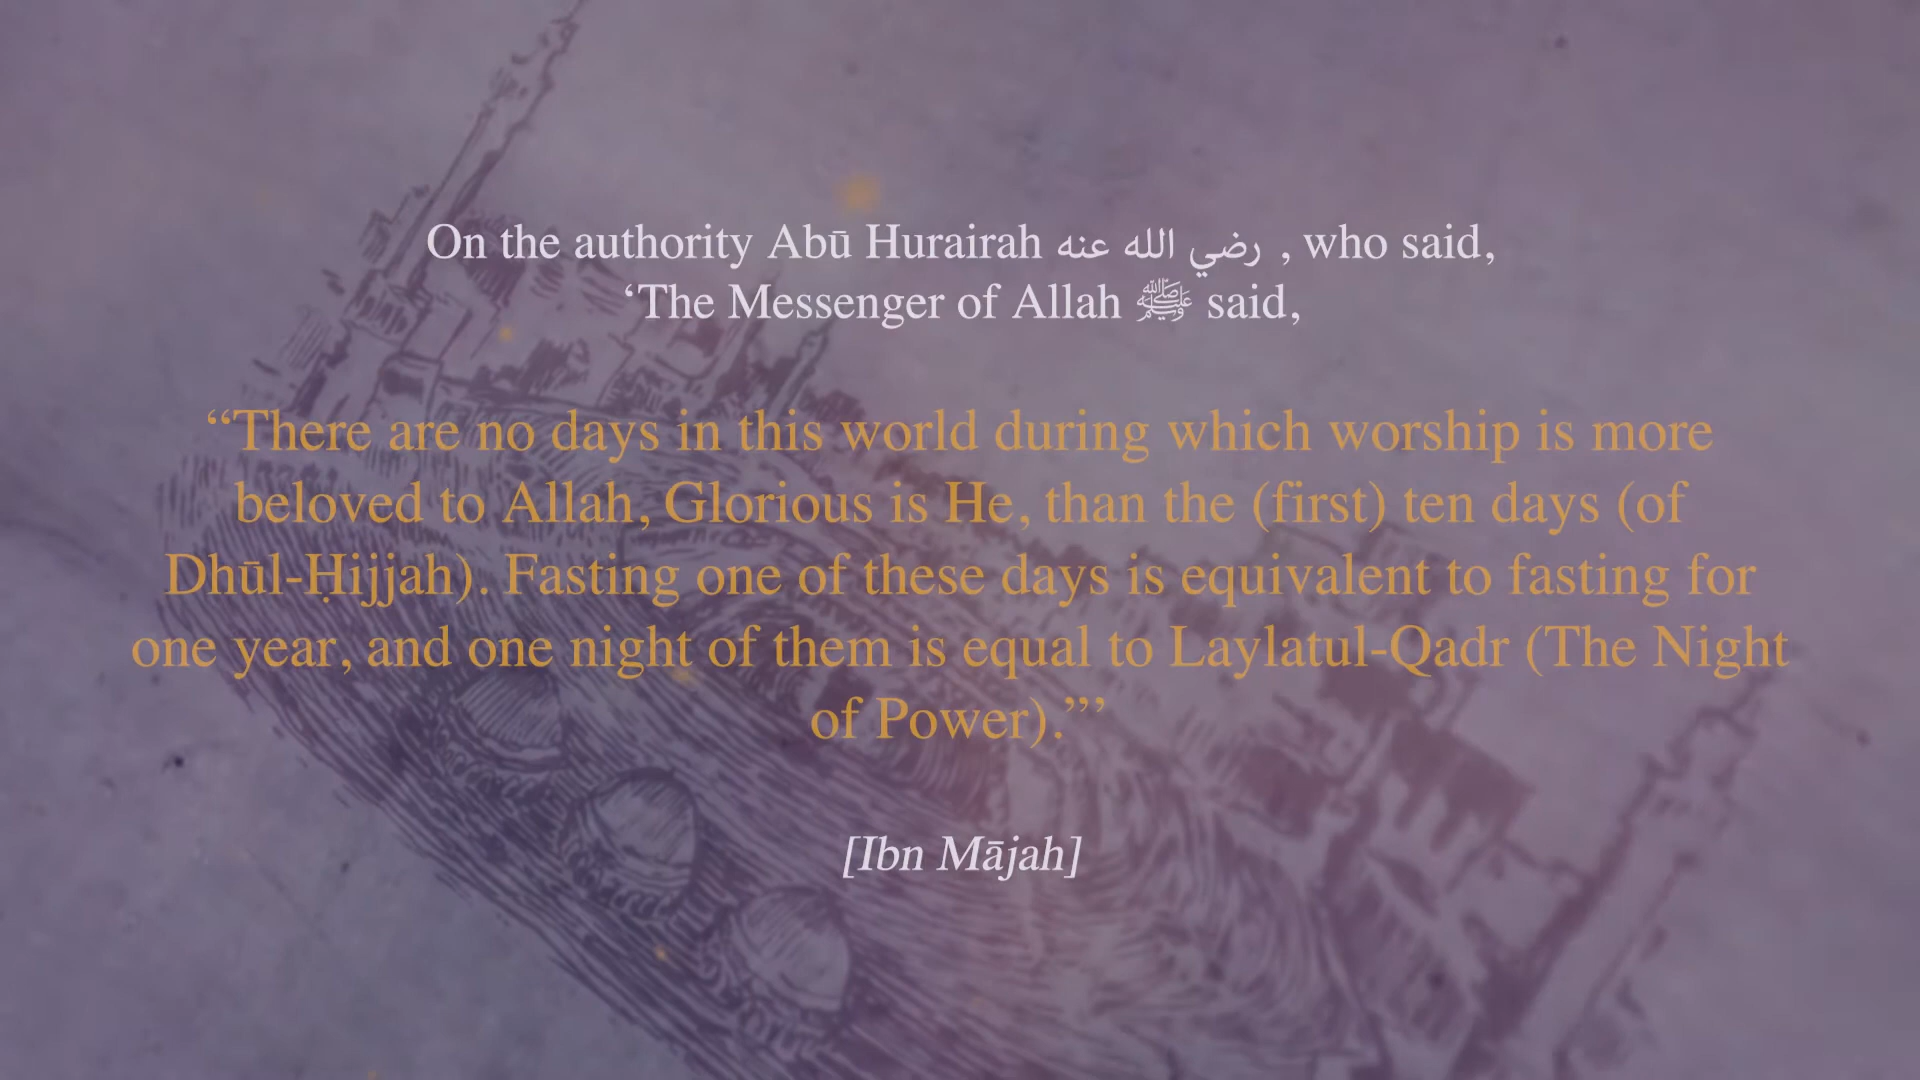 On the authority Abū Hurairah رضي الله عنه , who said,
‘The Messenger of Allah ﷺ said,
“There are no days in this world during which worship is more
beloved to Allah, Glorious is He, than the (first) ten days (of
Dhūl-Ḥijjah). Fasting one of these days is equivalent to fasting for
one year, and one night of them is equal to Laylatul-Qadr (The Night
of Power).”’
[Ibn Mājah]